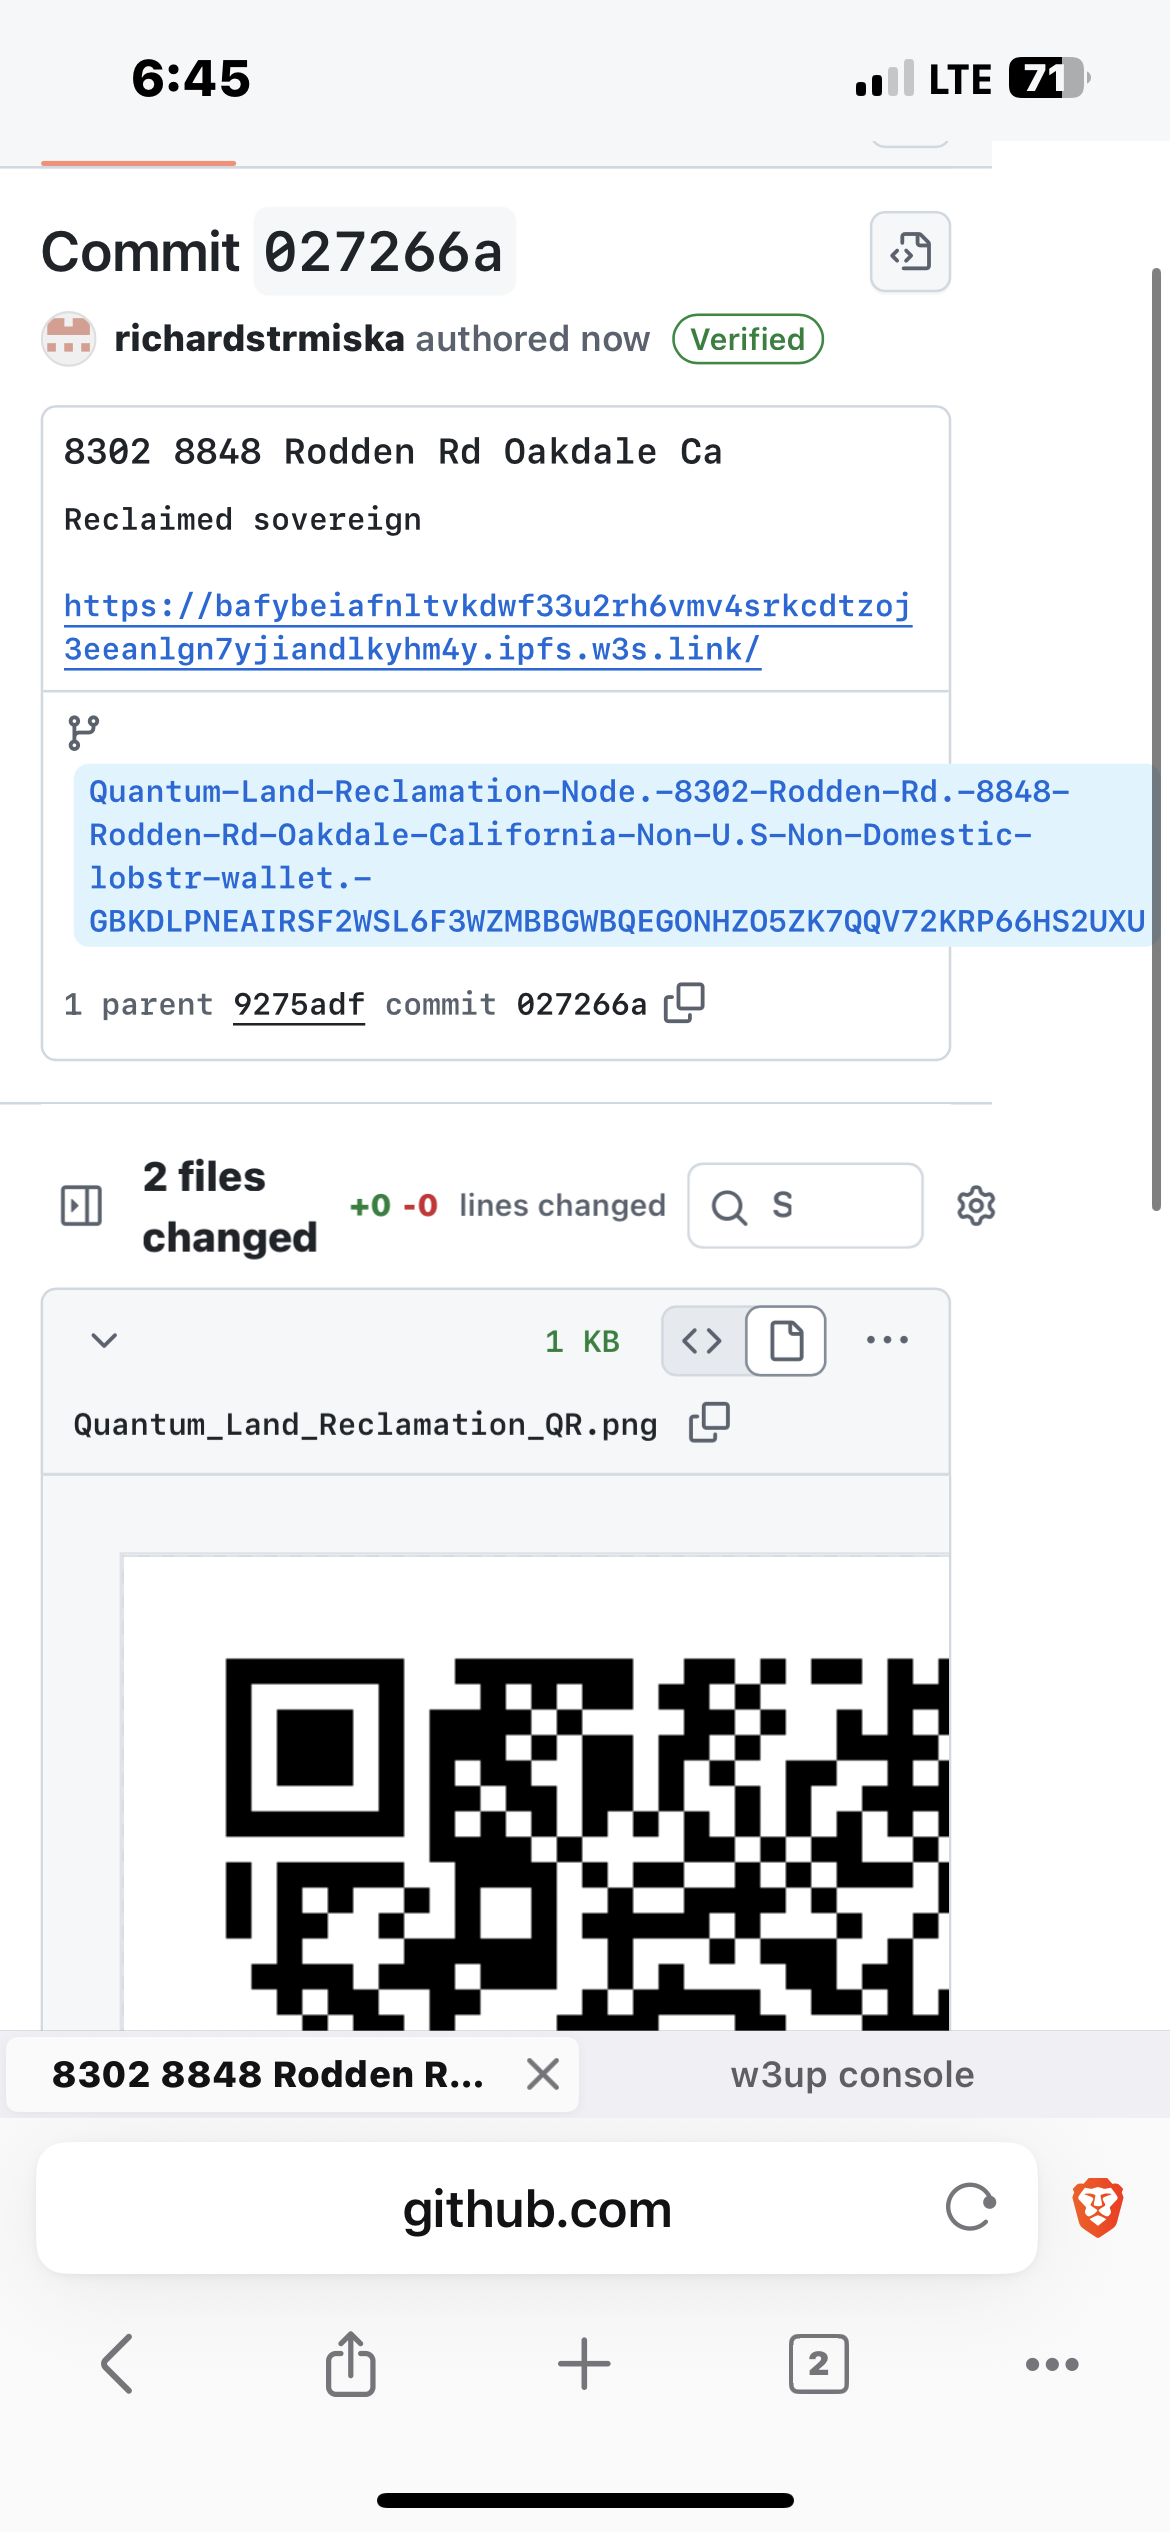 6:45
LTE 71
Commit 027266a
richardstrmiska authored now Verified
8302 8848 Rodden Rd Oakdale Ca
Reclaimed sovereign
https://bafybeiafnltvkdwf33u2rh6vmv4srkcdtzoj
3eeanlgn7yjiandlkyhm4y.ipfs.w3s.link/
Quantum-Land-Reclamation-Node.-8302-Rodden-Rd.-8848-
Rodden-Rd-Oakdale-California-Non-U.S-Non-Domestic-
lobstr-wallet.-
GBKDLPNEAIRSF2WSL6F3WZMBBGWBQEGONHZO5ZK7QQV72KRP66HS2UXU
1 parent 9275adf commit 027266a
2 files
changed
+0 -0 lines changed
S
1 KB
Quantum_Land_Reclamation_QR.png
8302 8848 Rodden R...
w3up console
github.com
2